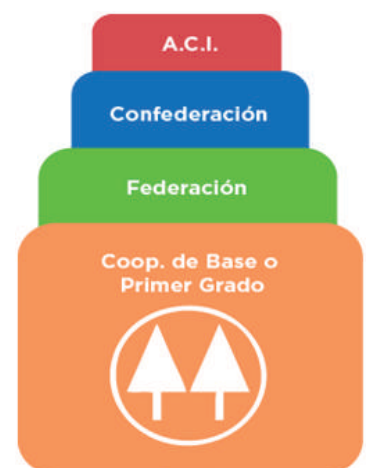 A.C.I.
Confederación
Federación
Coop. de Base o
Primer Grado